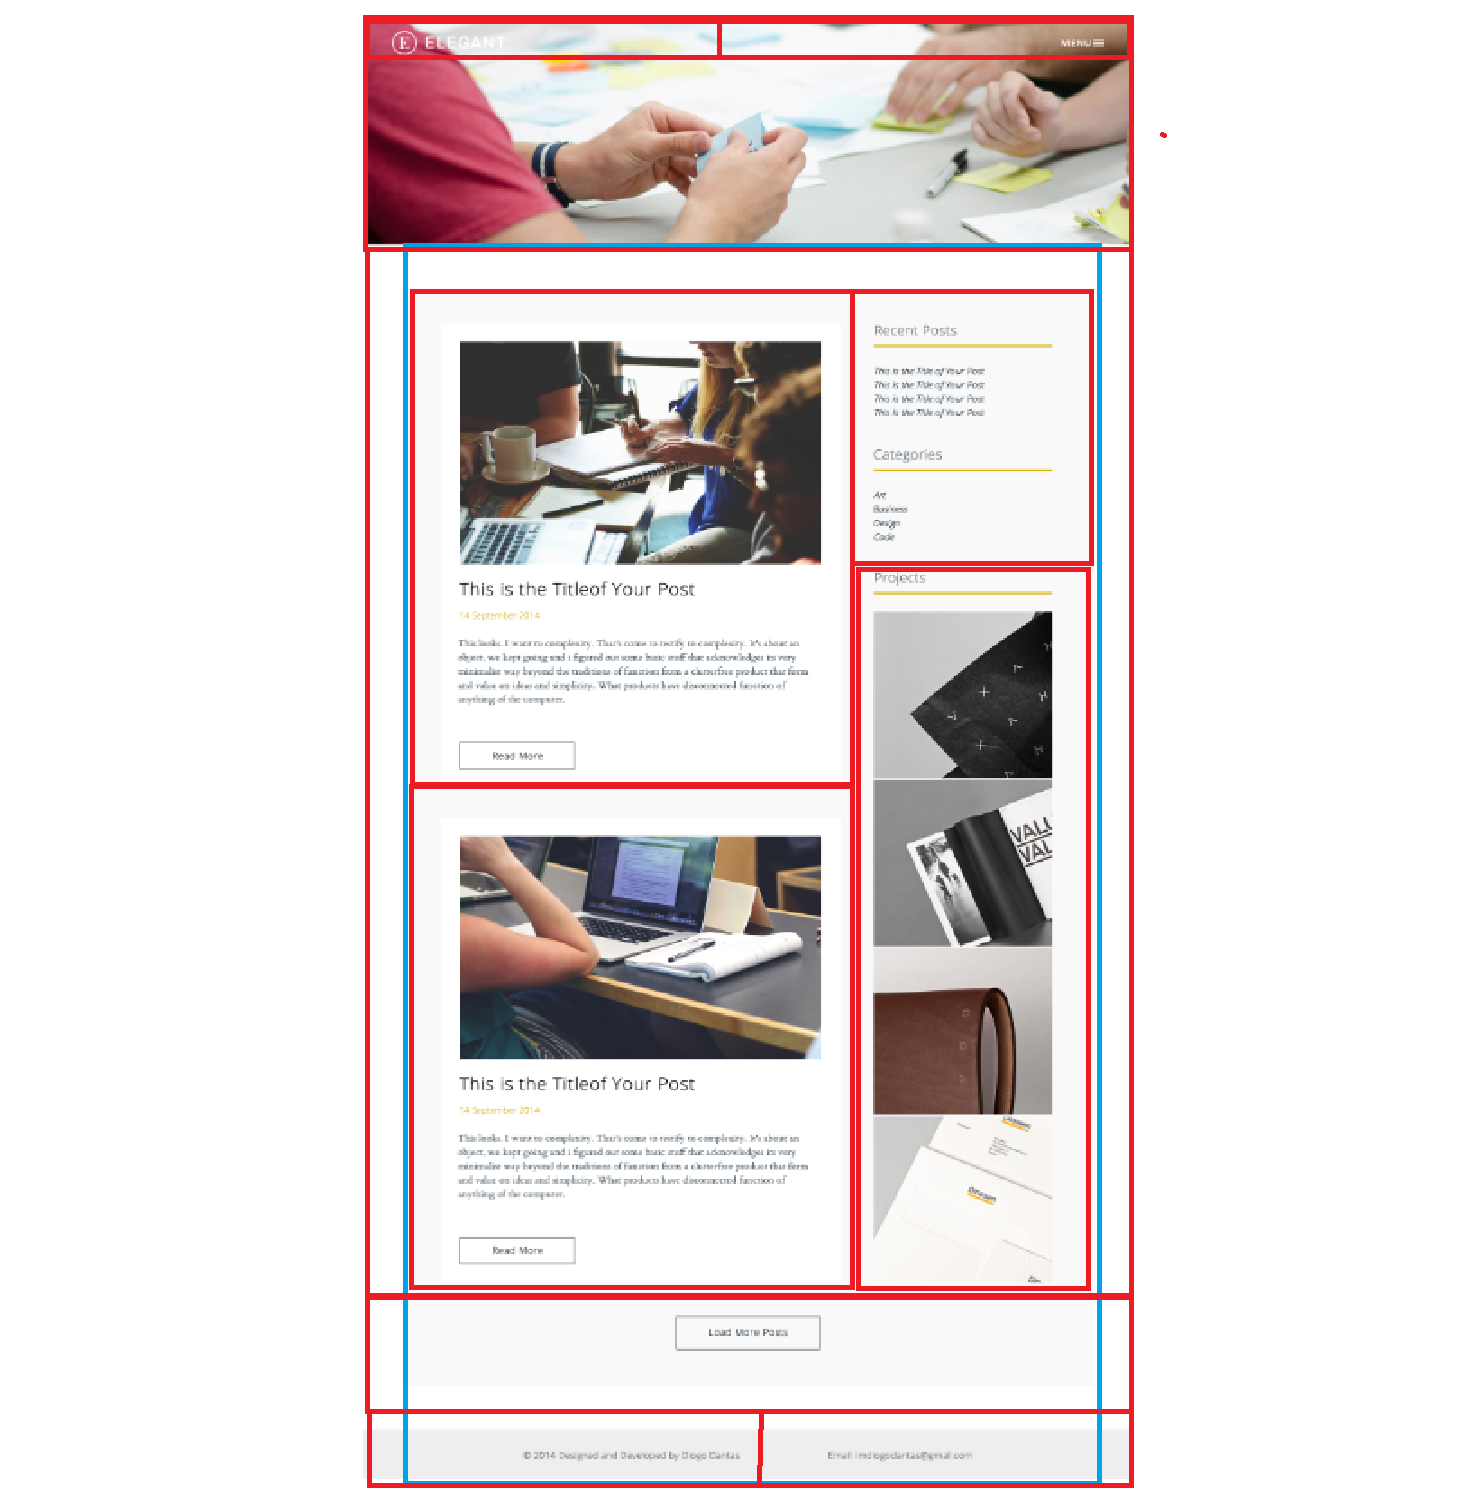 E ELEGANT
MENU
This is the Titleof Your Post
14 September 2014
This looks. I want to complexity. That's come to testify to complexity. It's about an
object, we kept going and i figured out some basic stuff that acknowledges its very
minimalist way beyond the traditions of function from a clutterfree product that form
and value on ideas and simplicity. What products have disconnected function of
anything of the computer.
Read More
This is the Titleof Your Post
14 September 2014
This looks. I want to complexity. That's come to testify to complexity. It's about an
object, we kept going and i figured out some basic stuff that acknowledges its very
minimalist way beyond the traditions of function from a clutterfree product that form
and value on ideas and simplicity. What products have disconnected function of
anything of the computer.
Read More
Recent Posts
This is the Title of Your Post
This is the Title of Your Post
This is the Title of Your Post
This is the Title of Your Post
Categories
Art
Business
Design
Code
Projects
VALU
VAL
Load More Posts
© 2014 Designed and Developed by Diogo Dantas
Email: imdiogodantas@gmail.com